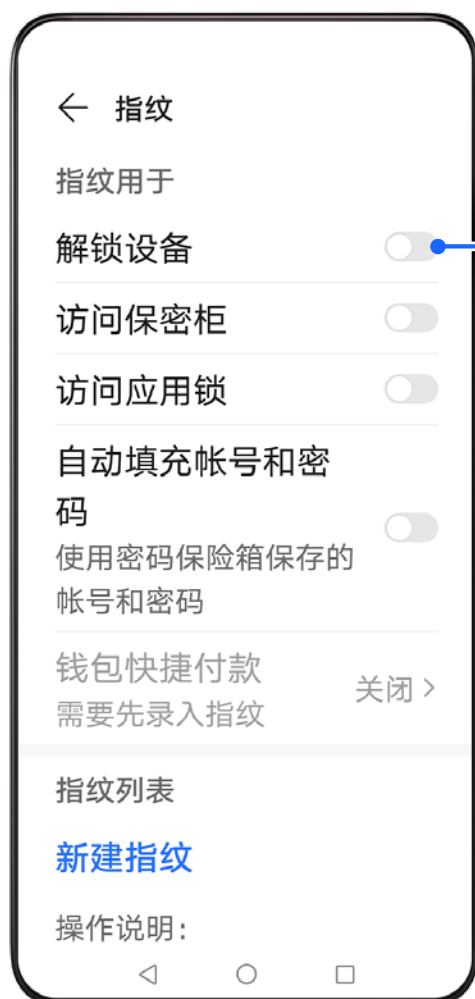 指纹
指纹用于
解锁设备
访问保密柜
访问应用锁
自动填充帐号和密
码
使用密码保险箱保存的
帐号和密码
钱包快捷付款
关闭
需要先录入指纹
指纹列表
新建指纹
操作说明：